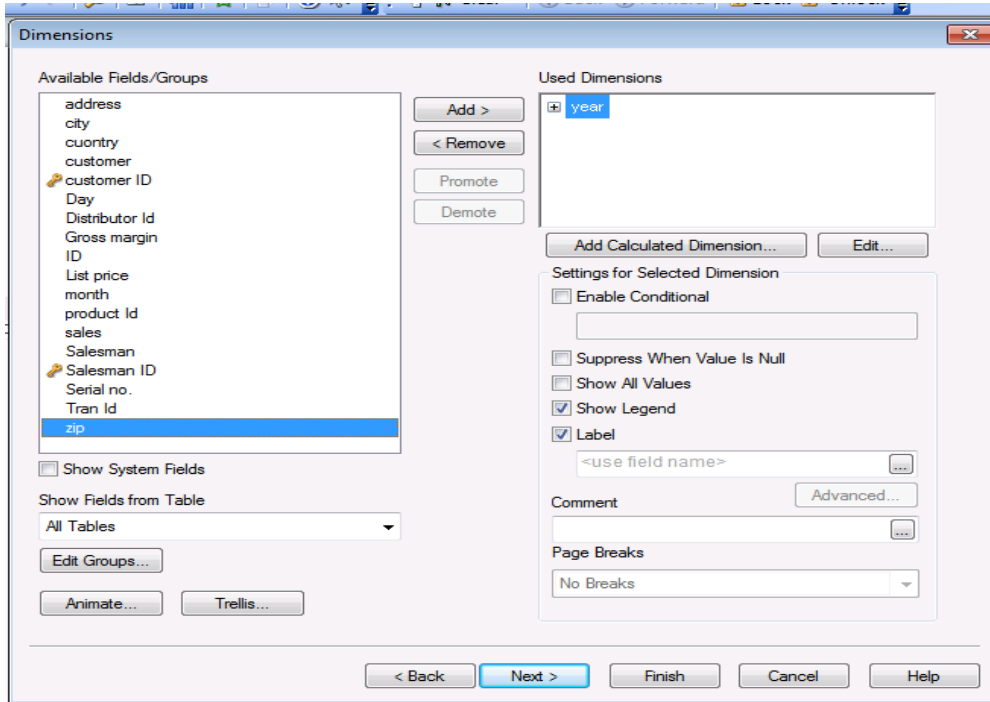 Dimensions
Available Fields/Groups
address
city
cuontry
customer
customer ID
Day
Distributor Id
Gross margin
ID
List price
month
product Id
sales
Salesman
Salesman ID
Serial no.
Tran Id
zip
Show System Fields
Show Fields from Table
All Tables
Edit Groups...
Animate...
Trellis...
Add >
< Remove
Promote
Demote
Used Dimensions
year
Add Calculated Dimension...
Edit...
Settings for Selected Dimension
Enable Conditional
Suppress When Value Is Null
Show All Values
Show Legend
Label
<use field name>
...
Advanced...
Comment
...
Page Breaks
No Breaks
< Back
Next >
Finish
Cancel
Help